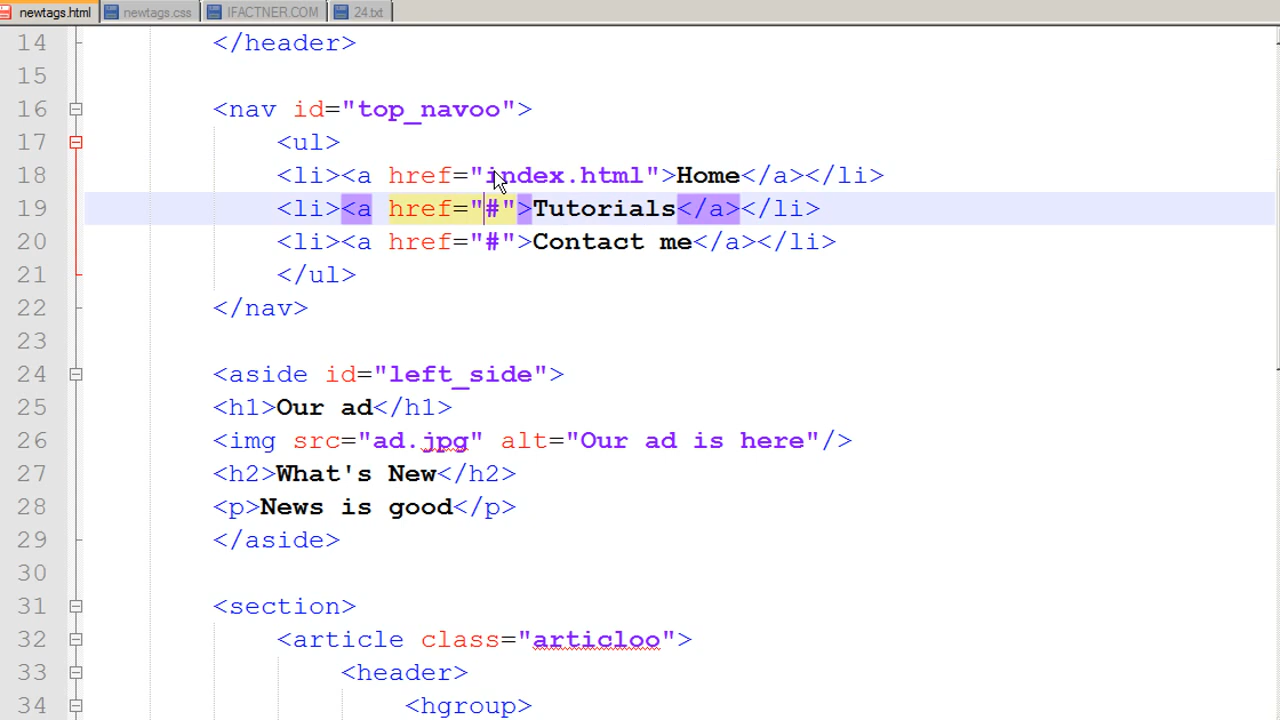 newtags.html newtags.css IFACTNER.COM 24.txt
14 </header>
15
16 <nav id="top_navoo">
17 <ul>
18 <li><a href="index.html">Home</a></li>
19 <li><a href="#">Tutorials</a></li>
20 <li><a href="#">Contact me</a></li>
21 </ul>
22 </nav>
23
24 <aside id="left_side">
25 <h1>Our ad</h1>
26 <img src="ad.jpg" alt="Our ad is here"/>
27 <h2>What's New</h2>
28 <p>News is good</p>
29 </aside>
30
31 <section>
32 <article class="articloo">
33 <header>
34 <hgroup>